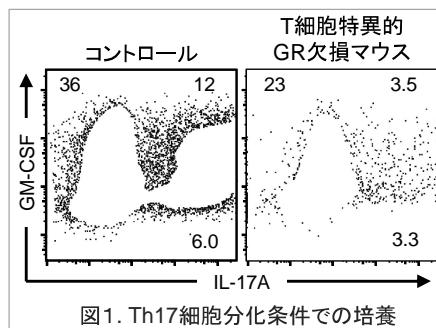 コントロール
T細胞特異的
GR欠損マウス
36 12
6.0
23 3.5
3.3
GM-CSF
IL-17A
図1. Th17細胞分化条件での培養